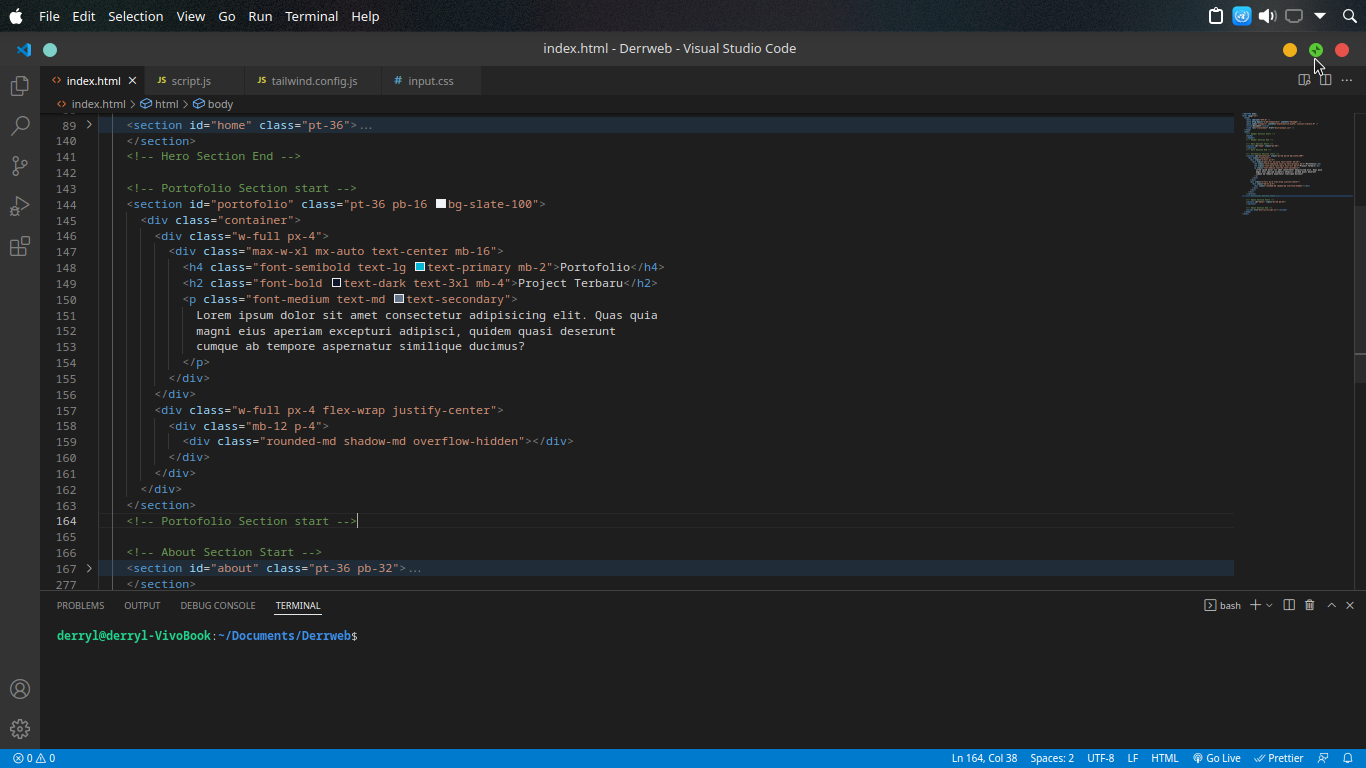 File Edit Selection View Go Run Terminal Help
index.html - Derrweb - Visual Studio Code
index.html script.js tailwind.config.js input.css
index.html html body
89 <section id="home" class="pt-36">...
140 </section>
141 <!-- Hero Section End -->
142
143 <!-- Portofolio Section start -->
144 <section id="portofolio" class="pt-36 pb-16 bg-slate-100">
145 <div class="container">
146 <div class="w-full px-4">
147 <div class="max-w-xl mx-auto text-center mb-16">
148 <h4 class="font-semibold text-lg text-primary mb-2">Portofolio</h4>
149 <h2 class="font-bold text-dark text-3xl mb-4">Project Terbaru</h2>
150 <p class="font-medium text-md text-secondary">
151 Lorem ipsum dolor sit amet consectetur adipisicing elit. Quas quia
152 magni eius aperiam excepturi adipisci, quidem quasi deserunt
153 cumque ab tempore aspernatur similique ducimus?
154 </p>
155 </div>
156 </div>
157 <div class="w-full px-4 flex-wrap justify-center">
158 <div class="mb-12 p-4">
159 <div class="rounded-md shadow-md overflow-hidden"></div>
160 </div>
161 </div>
162 </div>
163 </section>
164 <!-- Portofolio Section start -->
165
166 <!-- About Section Start -->
167 <section id="about" class="pt-36 pb-32">...
277 </section>
PROBLEMS OUTPUT DEBUG CONSOLE TERMINAL bash
derryl@derryl-VivoBook:~/Documents/Derrweb$
0 0 Ln 164, Col 38 Spaces: 2 UTF-8 LF HTML Go Live Prettier